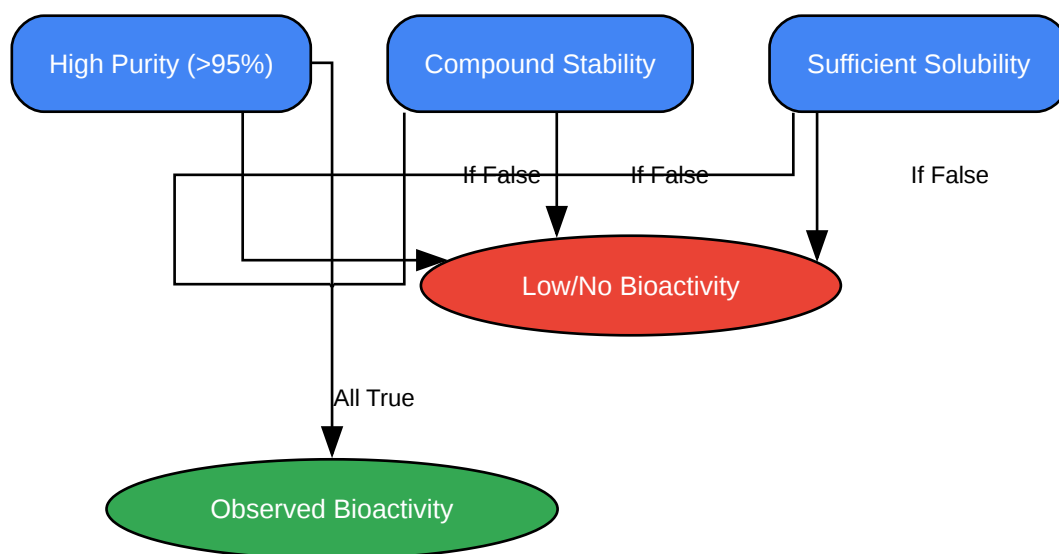 High Purity (>95%)
Compound Stability
Sufficient Solubility
If False
If False
If False
Low/No Bioactivity
All True
Observed Bioactivity